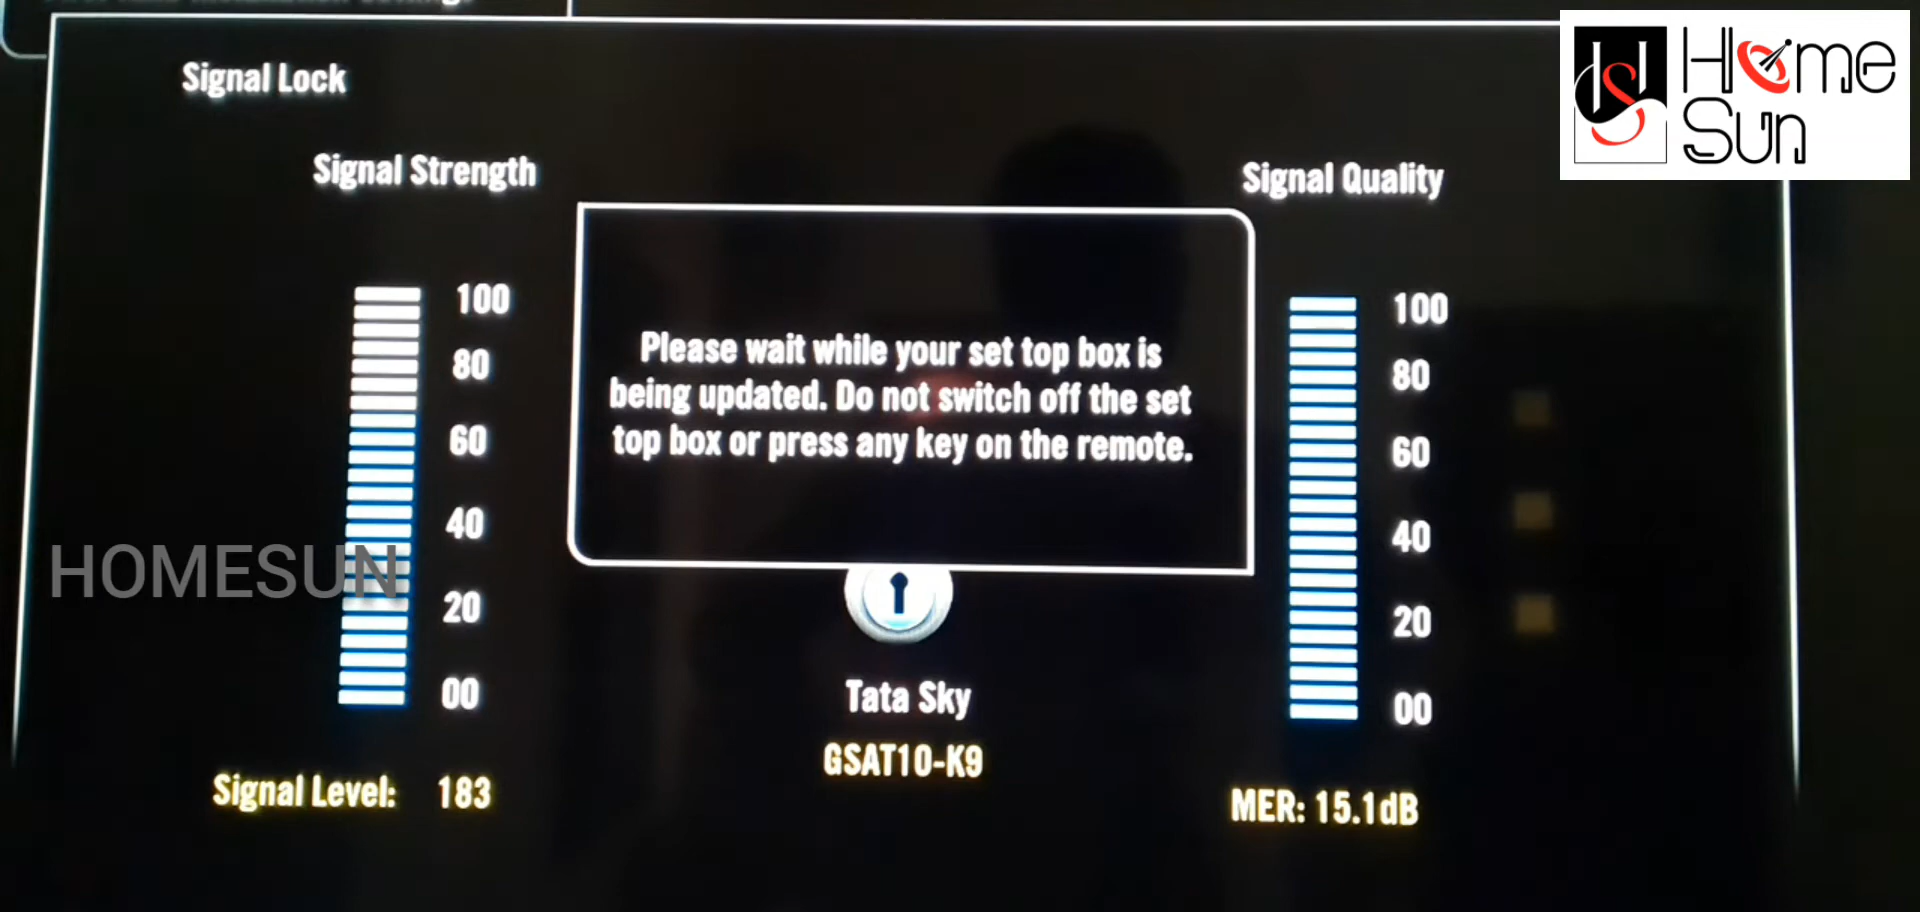 Signal Lock
Home
Sun
Signal Strength
Signal Quality
100
80
60
40
20
00
Please wait while your set top box is
being updated. Do not switch off the set
top box or press any key on the remote.
100
80
60
40
20
00
HOMESUN
Tata Sky
GSAT10-K9
Signal Level: 183
MER: 15.1dB